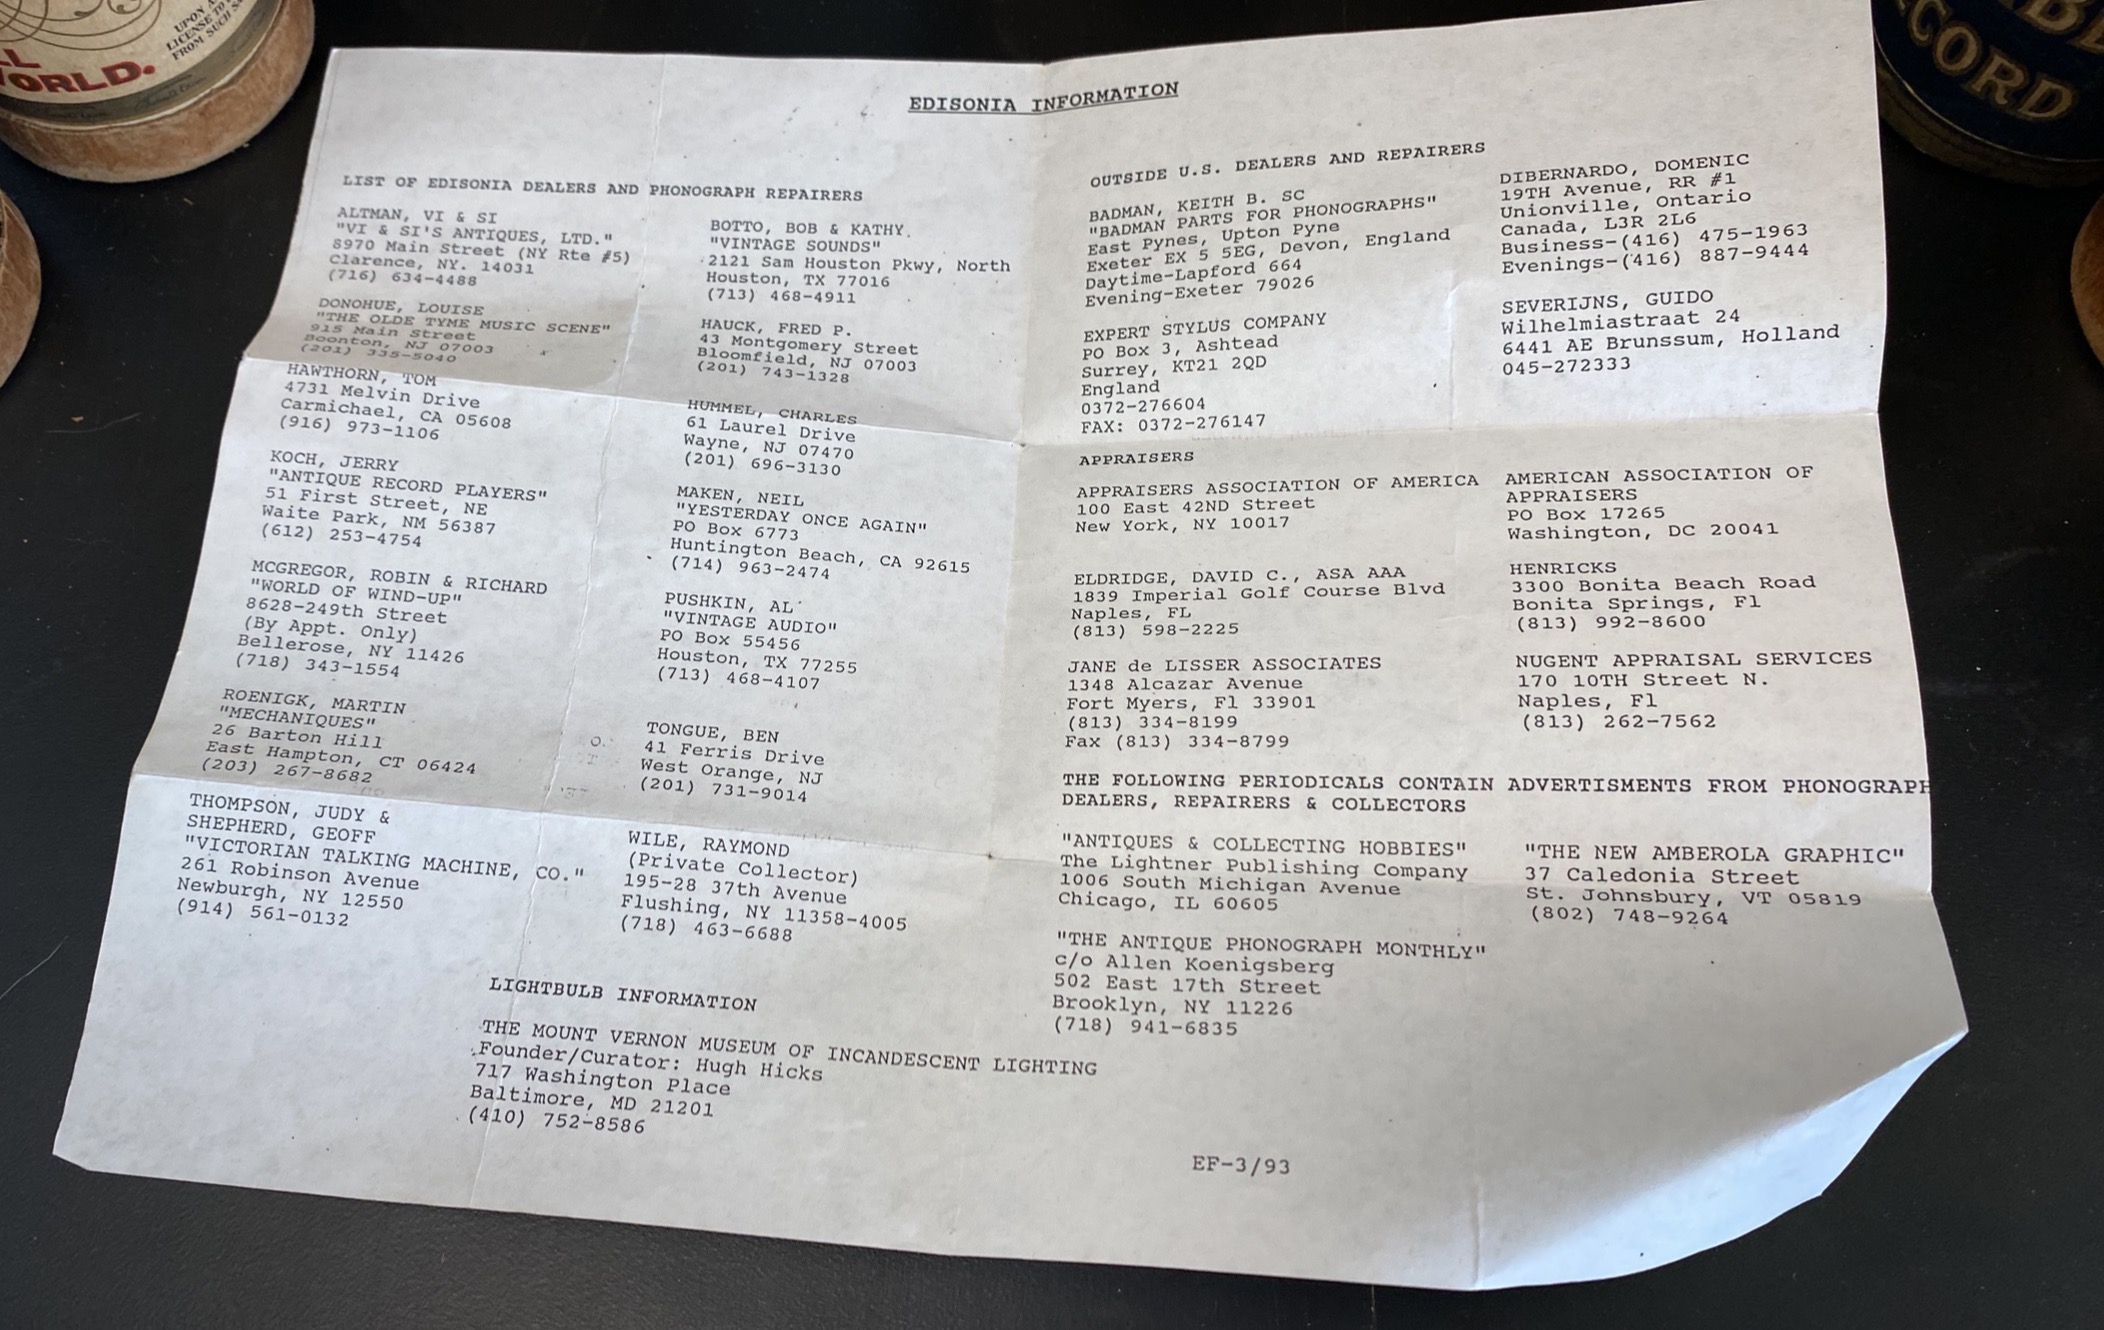 UPON A
LICENSE TO
FROM SUCH S
LL
WORLD.
RECORD
EDISONIA INFORMATION
LIST OF EDISONIA DEALERS AND PHONOGRAPH REPAIRERS
ALTMAN, VI & SI
"VI & SI'S ANTIQUES, LTD."
8970 Main Street (NY Rte #5)
Clarence, NY. 14031
(716) 634-4488
DONOHUE, LOUISE
"THE OLDE TYME MUSIC SCENE"
915 Main Street
Boonton, NJ 07003
(201) 335-5040
HAWTHORN, TOM
4731 Melvin Drive
Carmichael, CA 05608
(916) 973-1106
KOCH, JERRY
"ANTIQUE RECORD PLAYERS"
51 First Street, NE
Waite Park, NM 56387
(612) 253-4754
MCGREGOR, ROBIN & RICHARD
"WORLD OF WIND-UP"
8628-249th Street
(By Appt. Only)
Bellerose, NY 11426
(718) 343-1554
ROENIGK, MARTIN
"MECHANIQUES"
26 Barton Hill
East Hampton, CT 06424
(203) 267-8682
THOMPSON, JUDY &
SHEPHERD, GEOFF
"VICTORIAN TALKING MACHINE, CO."
261 Robinson Avenue
Newburgh, NY 12550
(914) 561-0132
BOTTO, BOB & KATHY
"VINTAGE SOUNDS"
2121 Sam Houston Pkwy, North
Houston, TX 77016
(713) 468-4911
HAUCK, FRED P.
43 Montgomery Street
Bloomfield, NJ 07003
(201) 743-1328
HUMMEL, CHARLES
61 Laurel Drive
Wayne, NJ 07470
(201) 696-3130
MAKEN, NEIL
"YESTERDAY ONCE AGAIN"
PO Box 6773
Huntington Beach, CA 92615
(714) 963-2474
PUSHKIN, AL
"VINTAGE AUDIO"
PO Box 55456
Houston, TX 77255
(713) 468-4107
TONGUE, BEN
41 Ferris Drive
West Orange, NJ
(201) 731-9014
WILE, RAYMOND
(Private Collector)
195-28 37th Avenue
Flushing, NY 11358-4005
(718) 463-6688
LIGHTBULB INFORMATION
THE MOUNT VERNON MUSEUM OF INCANDESCENT LIGHTING
Founder/Curator: Hugh Hicks
717 Washington Place
Baltimore, MD 21201
(410) 752-8586
OUTSIDE U.S. DEALERS AND REPAIRERS
BADMAN, KEITH B. SC
"BADMAN PARTS FOR PHONOGRAPHS"
East Pynes, Upton Pyne
Exeter EX 5 5EG, Devon, England
Daytime-Lapford 664
Evening-Exeter 79026
EXPERT STYLUS COMPANY
PO Box 3, Ashtead
Surrey, KT21 2QD
England
0372-276604
FAX: 0372-276147
DIBERNARDO, DOMENIC
19TH Avenue, RR #1
Unionville, Ontario
Canada, L3R 2L6
Business-(416) 475-1963
Evenings-(416) 887-9444
SEVERIJNS, GUIDO
Wilhelmiastraat 24
6441 AE Brunssum, Holland
045-272333
APPRAISERS
APPRAISERS ASSOCIATION OF AMERICA
100 East 42ND Street
New York, NY 10017
ELDRIDGE, DAVID C., ASA AAA
1839 Imperial Golf Course Blvd
Naples, FL
(813) 598-2225
JANE de LISSER ASSOCIATES
1348 Alcazar Avenue
Fort Myers, Fl 33901
(813) 334-8199
Fax (813) 334-8799
AMERICAN ASSOCIATION OF
APPRAISERS
PO Box 17265
Washington, DC 20041
HENRICKS
3300 Bonita Beach Road
Bonita Springs, Fl
(813) 992-8600
NUGENT APPRAISAL SERVICES
170 10TH Street N.
Naples, Fl
(813) 262-7562
THE FOLLOWING PERIODICALS CONTAIN ADVERTISMENTS FROM PHONOGRAPH
DEALERS, REPAIRERS & COLLECTORS
"ANTIQUES & COLLECTING HOBBIES"
The Lightner Publishing Company
1006 South Michigan Avenue
Chicago, IL 60605
"THE ANTIQUE PHONOGRAPH MONTHLY"
c/o Allen Koenigsberg
502 East 17th Street
Brooklyn, NY 11226
(718) 941-6835
"THE NEW AMBEROLA GRAPHIC"
37 Caledonia Street
St. Johnsbury, VT 05819
(802) 748-9264
EF-3/93